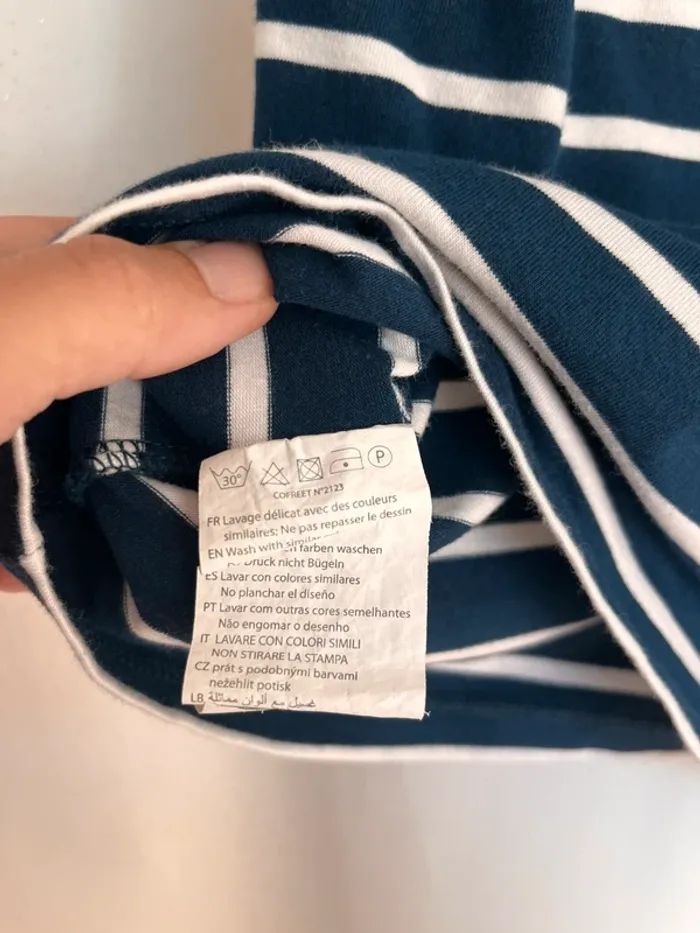 30°
P
COFREET N°2123
FR Lavage délicat avec des couleurs
similaires: Ne pas repasser le dessin
EN Wash with
farben waschen
Druck nicht Bügeln
ES Lavar con colores similares
No planchar el diseño
PT Lavar com outras cores semelhantes
Não engomar o desenho
IT LAVARE CON COLORI SIMILI
NON STIRARE LA STAMPA
CZ prát s podobnými barvami
nežehlit potisk
LB مع ألوان مماثلة